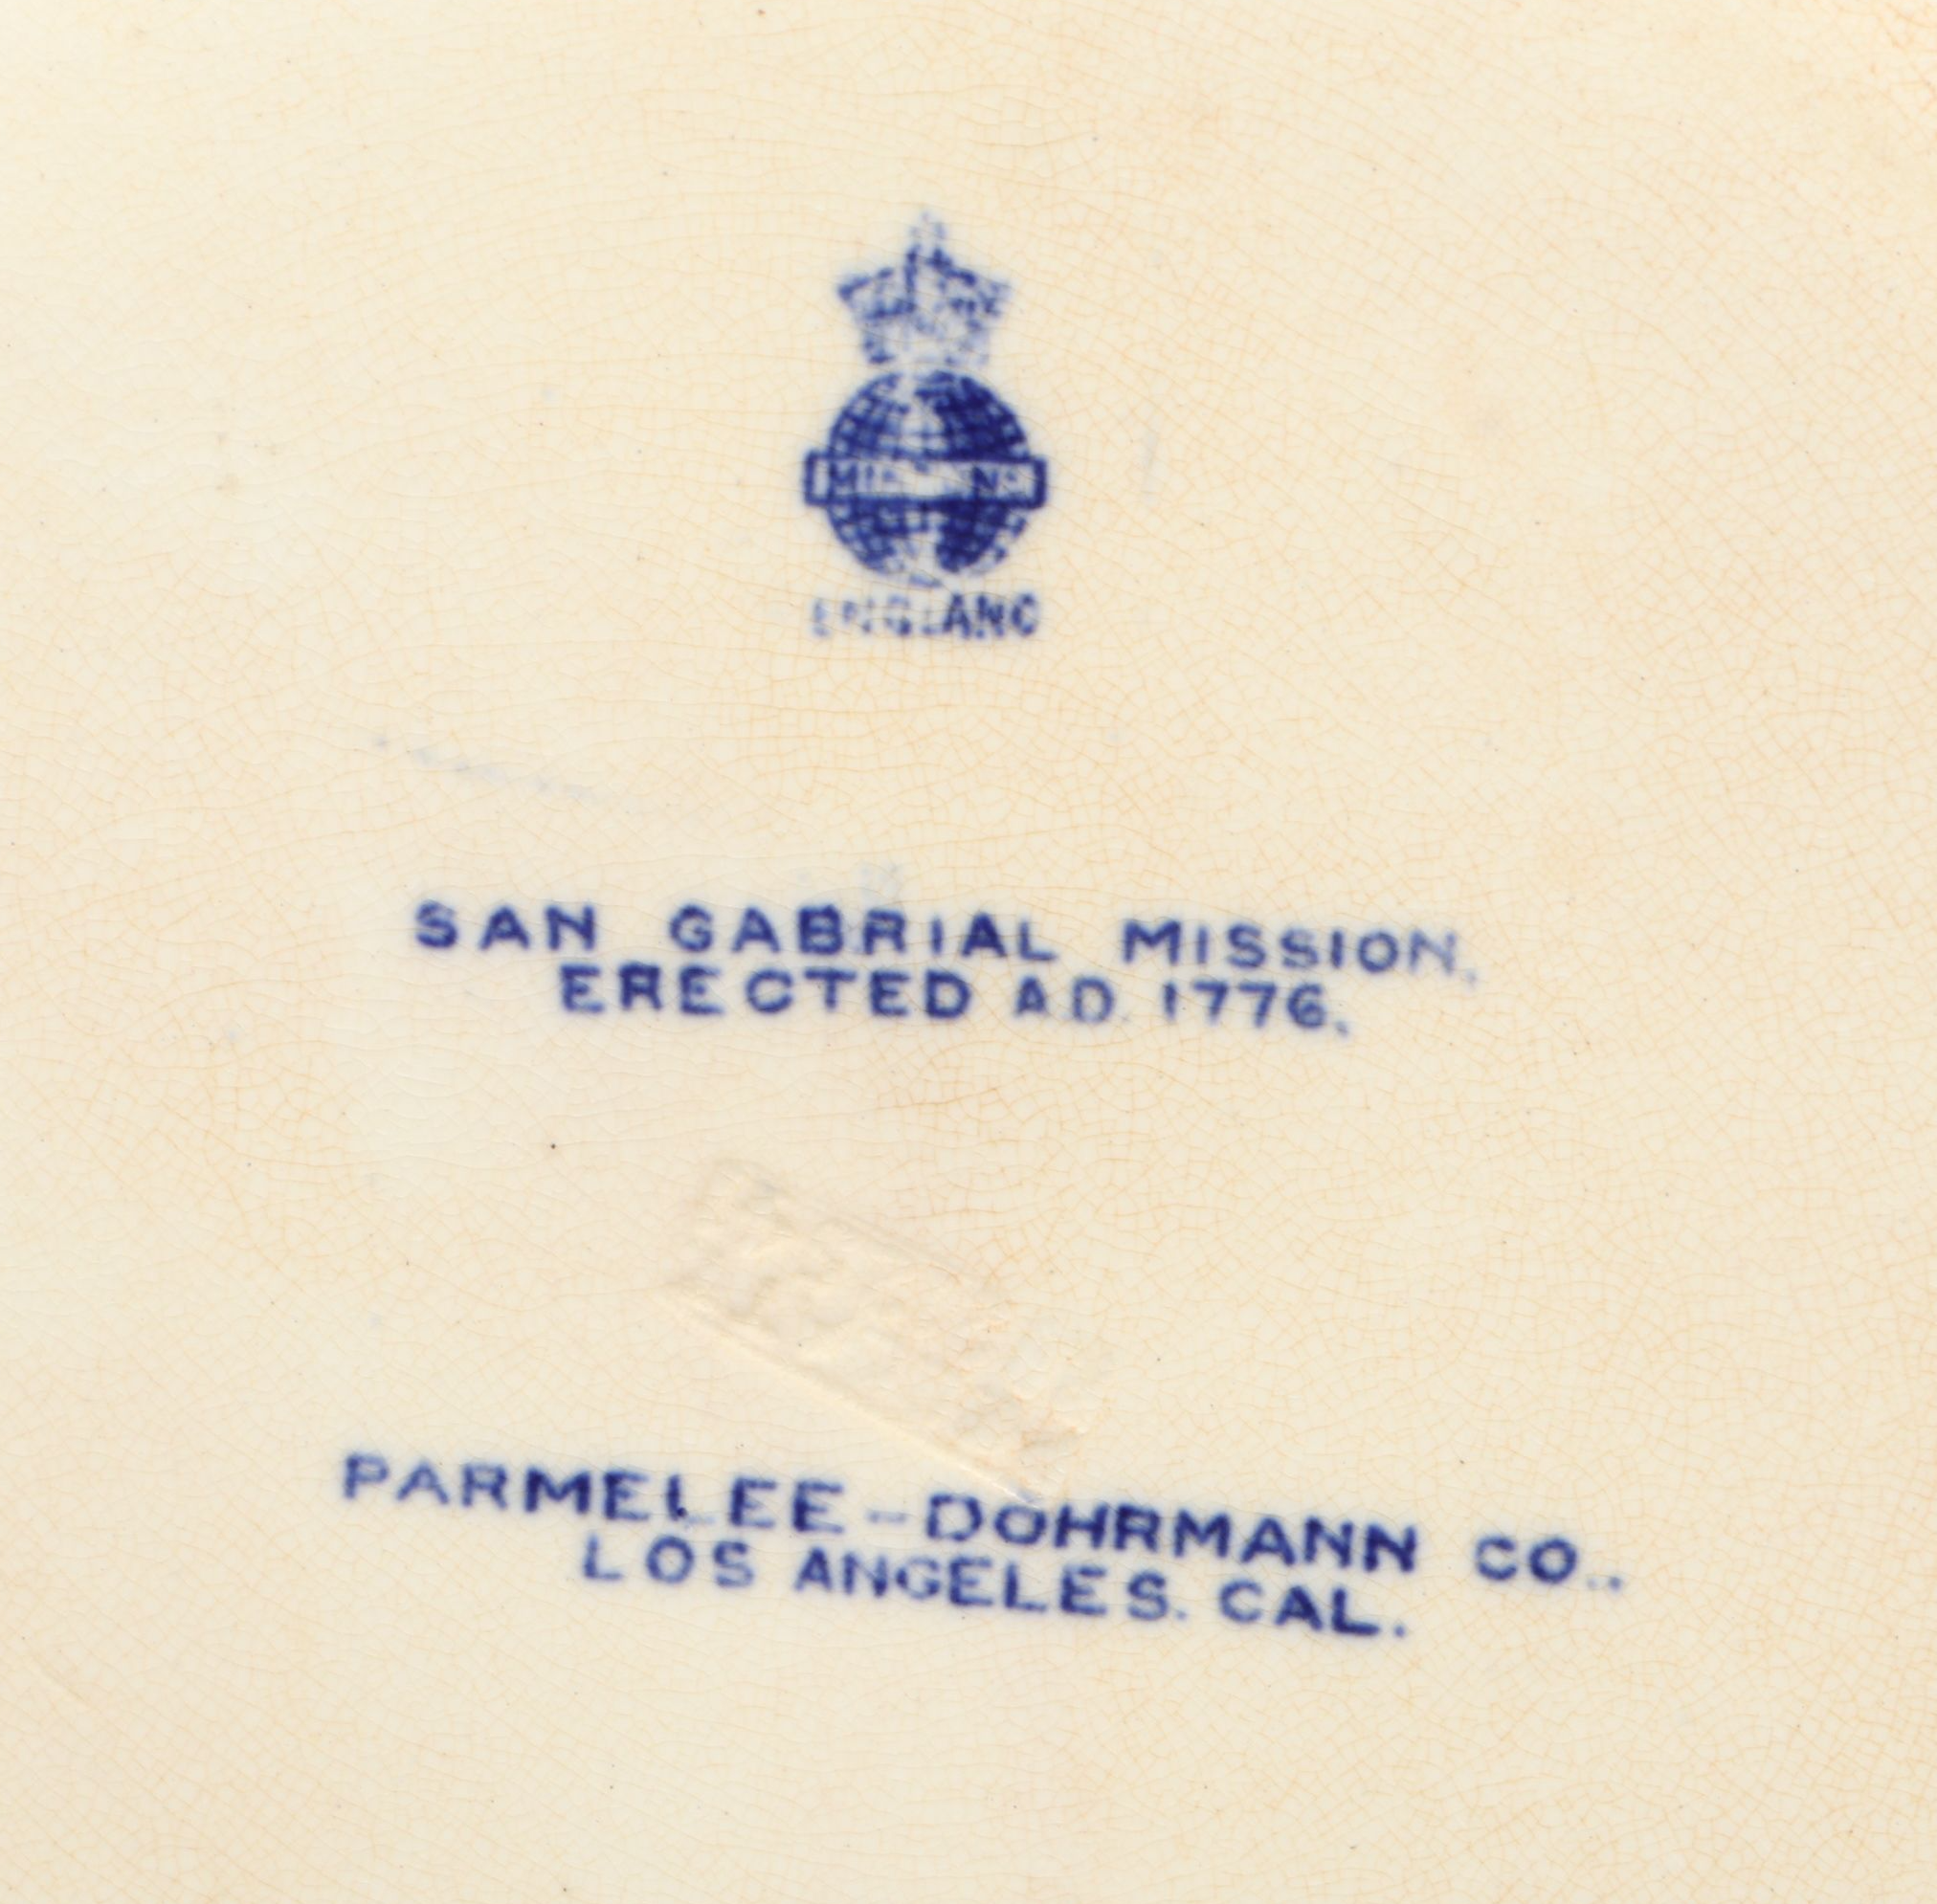 ENGLAND
SAN GABRIAL MISSION,
ERECTED A.D. 1776.
PARMELEE-DOHRMANN CO.,
LOS ANGELES. CAL.